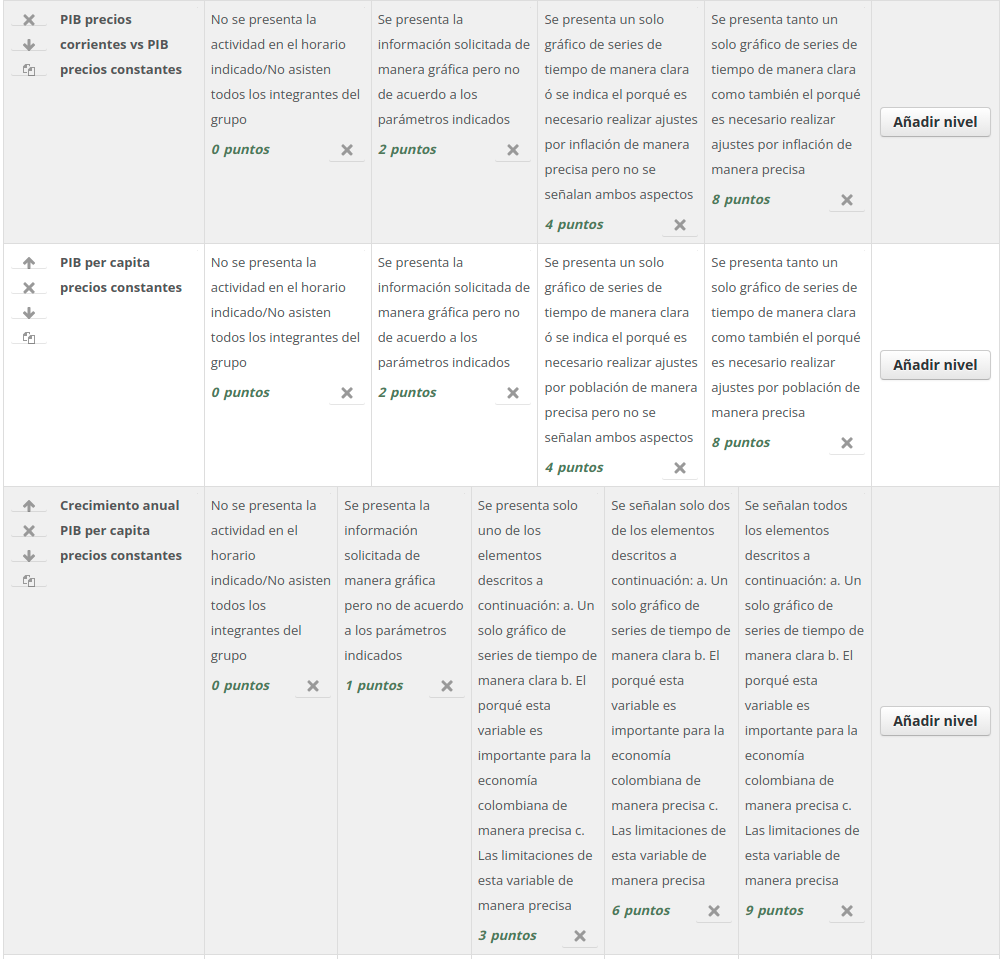 PIB precios
corrientes vs PIB
precios constantes
No se presenta la
actividad en el horario
indicado/No asisten
todos los integrantes del
grupo
0 puntos
Se presenta la
información solicitada de
manera gráfica pero no
de acuerdo a los
parámetros indicados
2 puntos
Se presenta un solo
gráfico de series de
tiempo de manera clara
ó se indica el porqué es
necesario realizar ajustes
por inflación de manera
precisa pero no se
señalan ambos aspectos
4 puntos
Se presenta tanto un
solo gráfico de series de
tiempo de manera clara
como también el porqué
es necesario realizar
ajustes por inflación de
manera precisa
8 puntos
Añadir nivel
PIB per capita
precios constantes
No se presenta la
actividad en el horario
indicado/No asisten
todos los integrantes del
grupo
0 puntos
Se presenta la
información solicitada de
manera gráfica pero no
de acuerdo a los
parámetros indicados
2 puntos
Se presenta un solo
gráfico de series de
tiempo de manera clara
ó se indica el porqué es
necesario realizar ajustes
por población de manera
precisa pero no se
señalan ambos aspectos
4 puntos
Se presenta tanto un
solo gráfico de series de
tiempo de manera clara
como también el porqué
es necesario realizar
ajustes por población de
manera precisa
8 puntos
Añadir nivel
Crecimiento anual
PIB per capita
precios constantes
No se presenta la
actividad en el
horario
indicado/No asisten
todos los
integrantes del
grupo
0 puntos
Se presenta la
información
solicitada de
manera gráfica
pero no de acuerdo
a los parámetros
indicados
1 puntos
Se presenta solo
uno de los
elementos
descritos a
continuación: a. Un
solo gráfico de
series de tiempo de
manera clara b. El
porqué esta
variable es
importante para la
economía
colombiana de
manera precisa c.
Las limitaciones de
esta variable de
manera precisa
3 puntos
Se señalan solo dos
de los elementos
descritos a
continuación: a. Un
solo gráfico de
series de tiempo de
manera clara b. El
porqué esta
variable es
importante para la
economía
colombiana de
manera precisa c.
Las limitaciones de
esta variable de
manera precisa
6 puntos
Se señalan todos
los elementos
descritos a
continuación: a. Un
solo gráfico de
series de tiempo de
manera clara b. El
porqué esta
variable es
importante para la
economía
colombiana de
manera precisa c.
Las limitaciones de
esta variable de
manera precisa
9 puntos
Añadir nivel